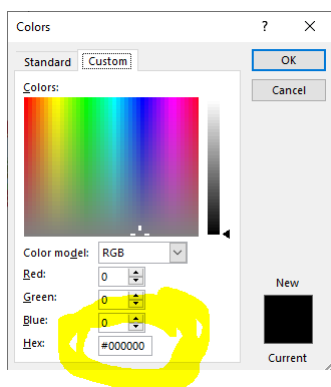 Colors ? ×
Standard Custom
OK
Cancel
Colors:
Color model: RGB
Red: 0
Green: 0
Blue: 0
Hex: #000000
New
Current